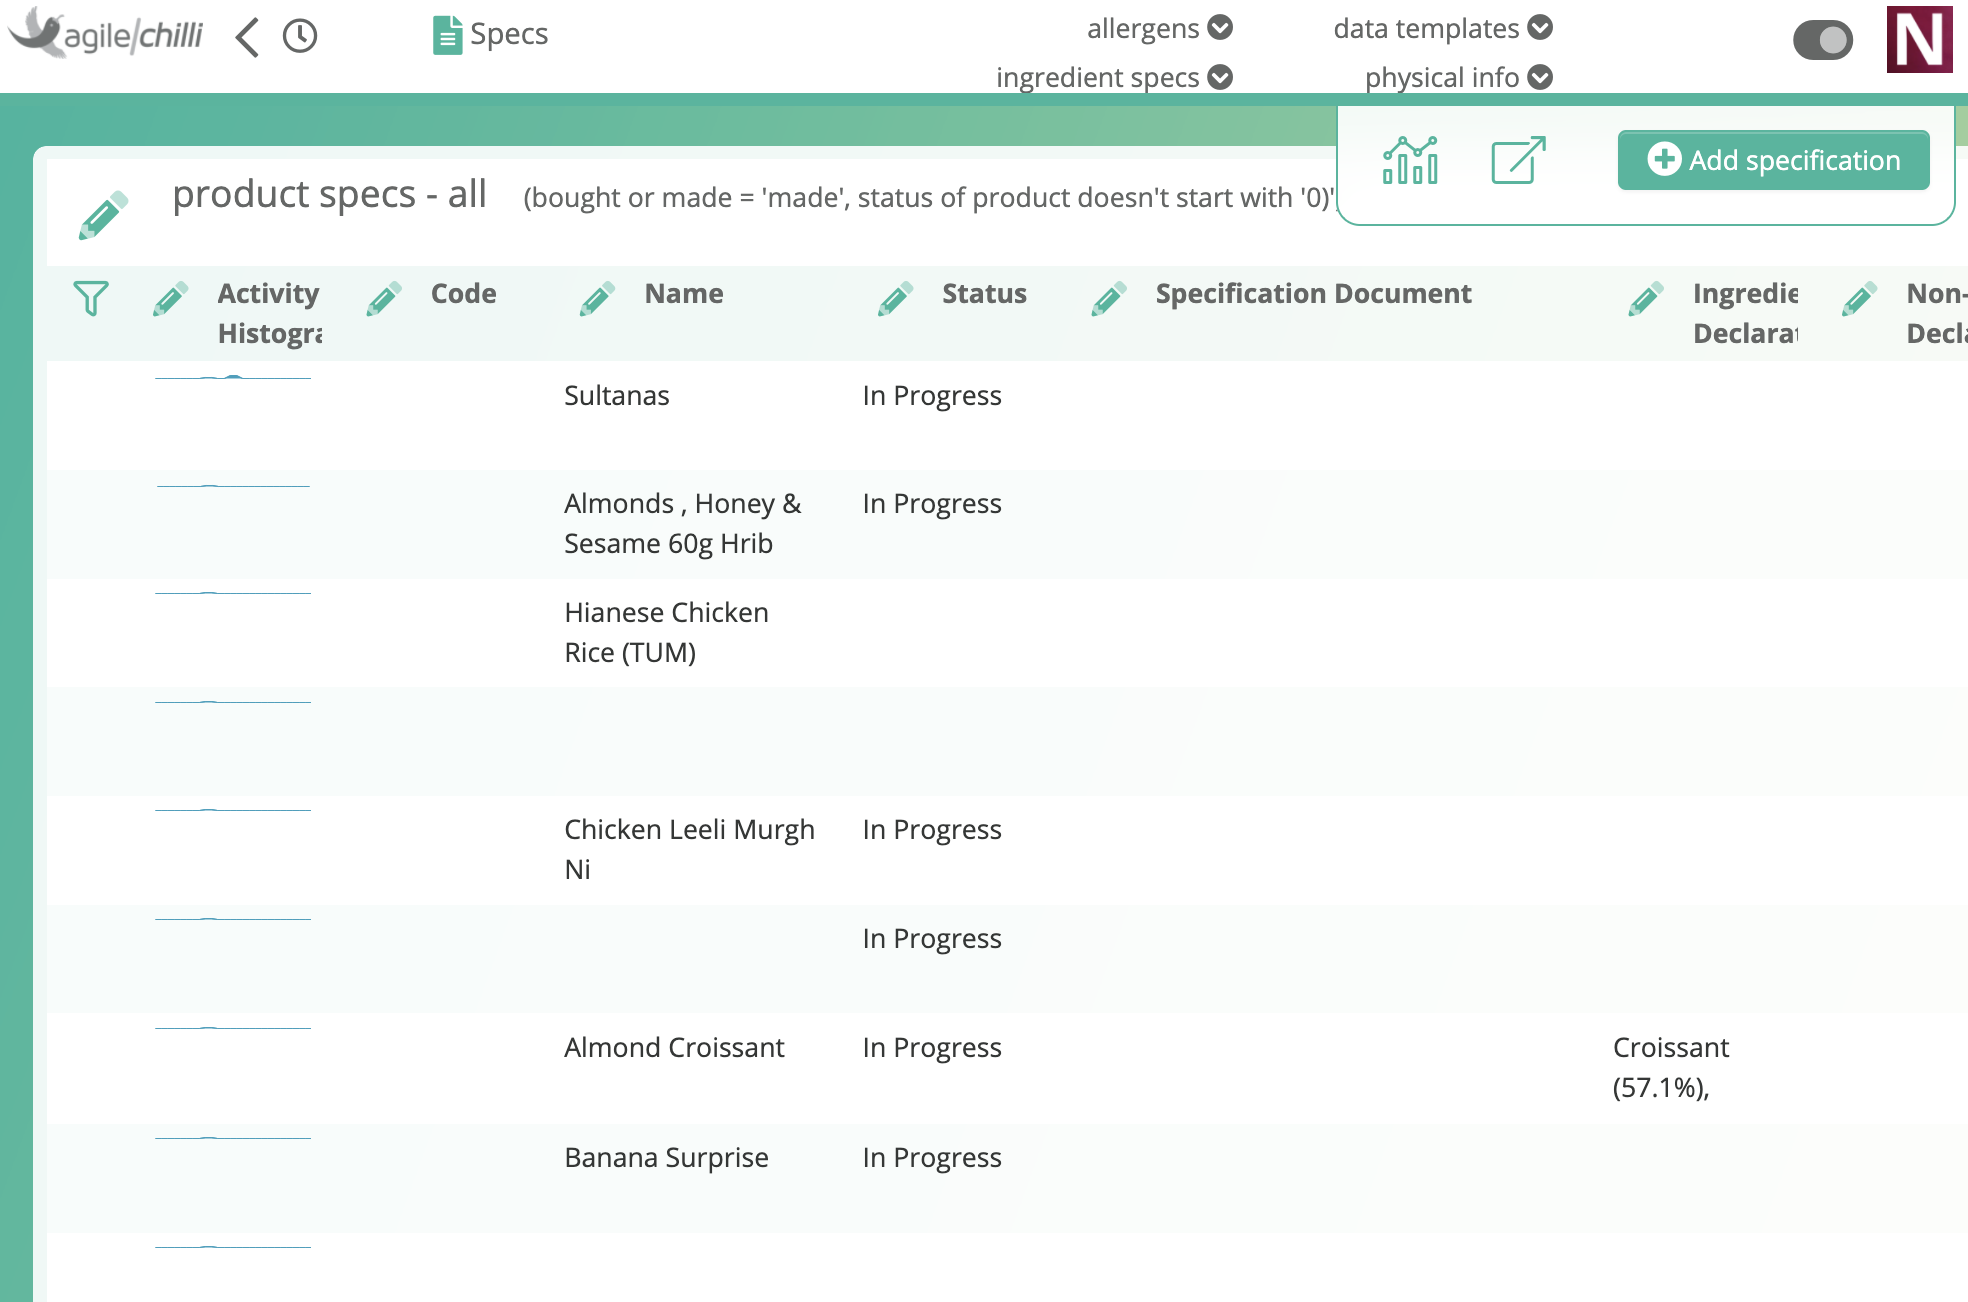 agile/chilli
Specs
allergens
data templates
ingredient specs
physical info
N
Add specification
product specs - all (bought or made = 'made', status of product doesn't start with '0)'
Activity Code Name Status Specification Document Ingredie Non-
Histogra Declarat Decla
Sultanas In Progress
Almonds , Honey & In Progress
Sesame 60g Hrib
Hianese Chicken
Rice (TUM)
Chicken Leeli Murgh In Progress
Ni
In Progress
Almond Croissant In Progress Croissant
(57.1%),
Banana Surprise In Progress